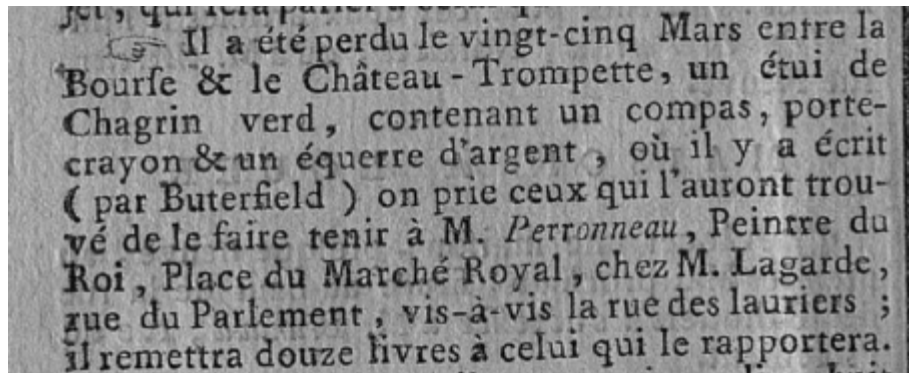 ☞ Il a été perdu le vingt-cinq Mars entre la
Bourſe & le Château-Trompette, un étui de
Chagrin verd, contenant un compas, porte-
crayon & un équerre d'argent, où il y a écrit
( par Buterfield ) on prie ceux qui l'auront trou-
vé de le faire tenir à M. Perronneau, Peintre du
Roi, Place du Marché Royal, chez M. Lagarde,
rue du Parlement, vis-à-vis la rue des lauriers ;
il remettra douze livres à celui qui le rapportera.